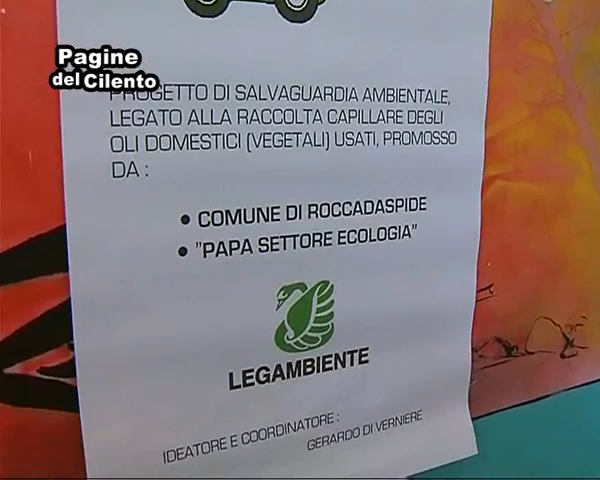 Pagine
del Cilento
PROGETTO DI SALVAGUARDIA AMBIENTALE,
LEGATO ALLA RACCOLTA CAPILLARE DEGLI
OLI DOMESTICI (VEGETALI) USATI, PROMOSSO
DA :
• COMUNE DI ROCCADASPIDE
• "PAPA SETTORE ECOLOGIA"
LEGAMBIENTE
IDEATORE E COORDINATORE :
GERARDO DI VERNIERE